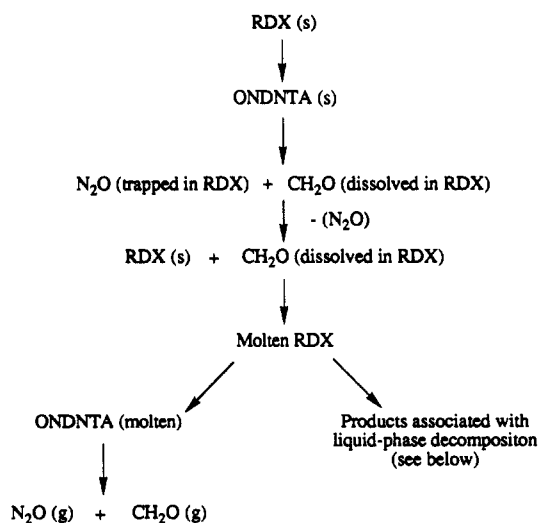 RDX (s)
ONDNTA (s)
N₂O (trapped in RDX) + CH₂O (dissolved in RDX)
- (N₂O)
RDX (s) + CH₂O (dissolved in RDX)
Molten RDX
ONDNTA (molten)
Products associated with
liquid-phase decompositon
(see below)
N₂O (g) + CH₂O (g)